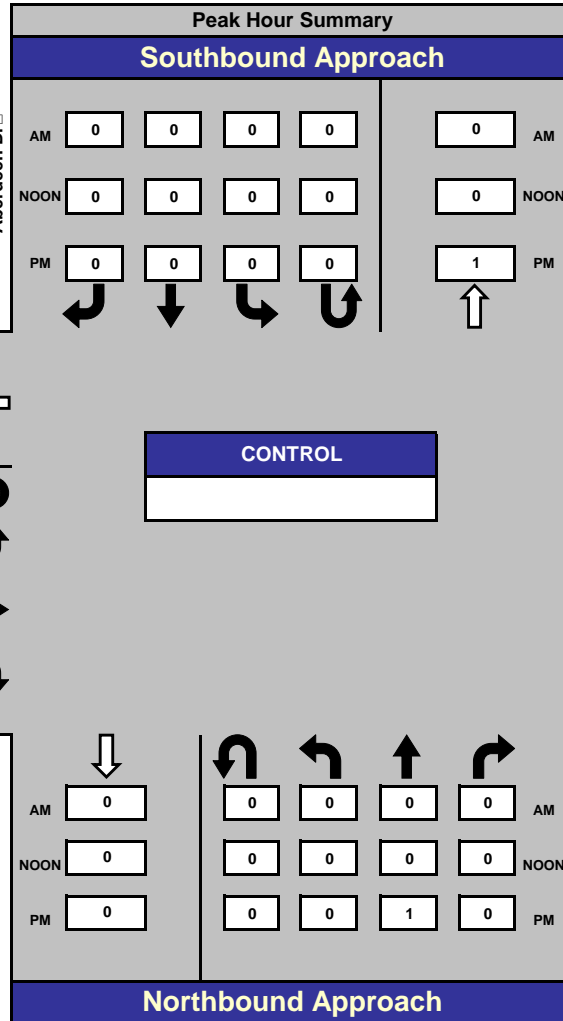 Peak Hour Summary
Southbound Approach
AM 0 0 0 0 0 AM
NOON 0 0 0 0 0 NOON
PM 0 0 0 0 1 PM
CONTROL
AM 0 0 0 0 0 AM
NOON 0 0 0 0 0 NOON
PM 0 0 0 1 0 PM
Northbound Approach